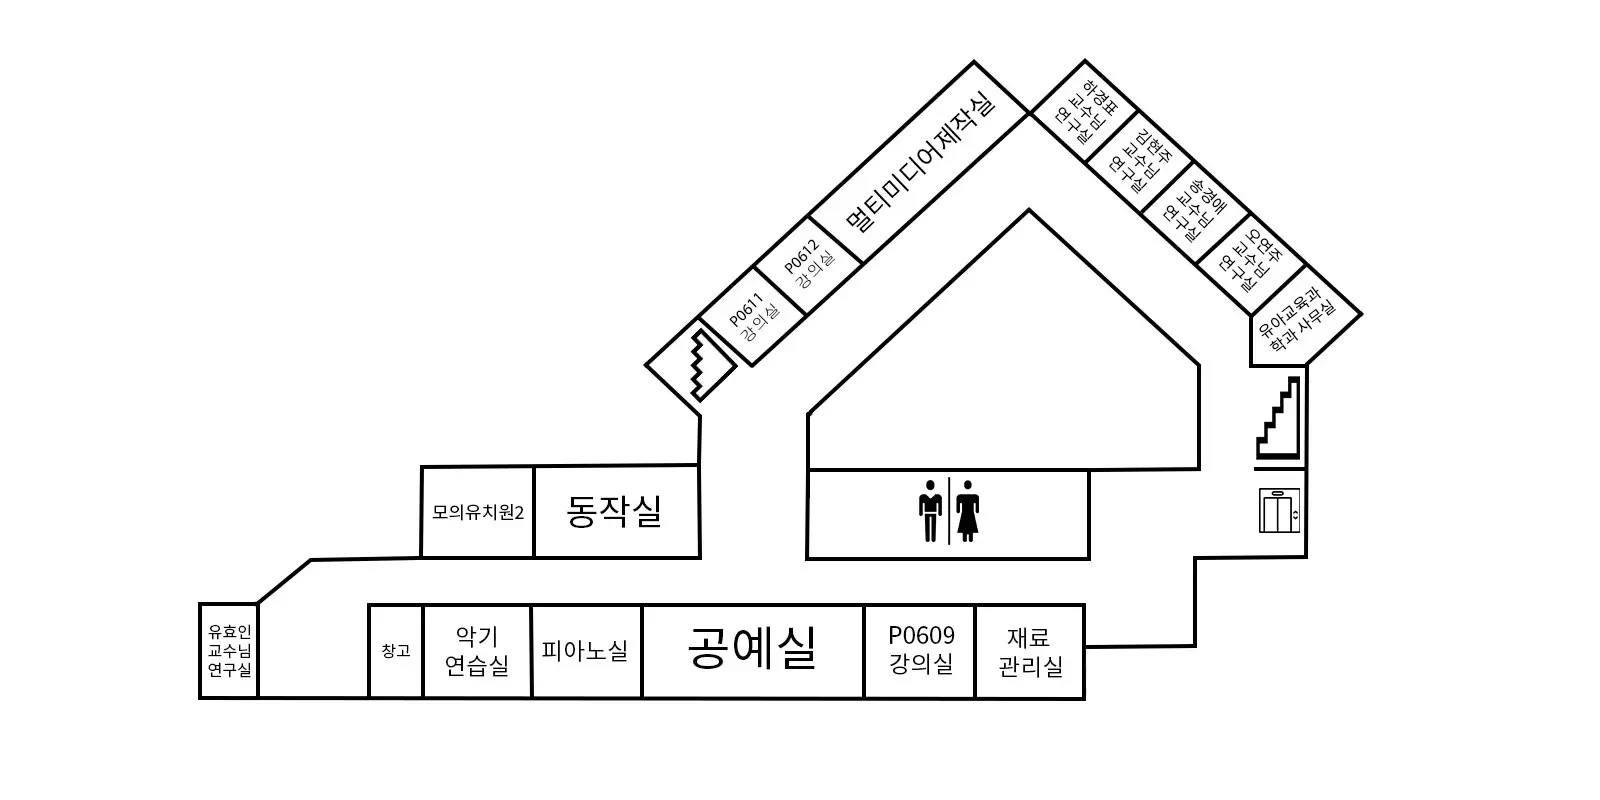 멀티미디어제작실
P0612
강의실
P0611
강의실
하경표
교수님
연구실
김현주
교수님
연구실
송경애
교수님
연구실
오연주
교수님
연구실
유아교육과
학과 사무실
모의유치원2
동작실
유효인
교수님
연구실
창고
악기
연습실
피아노실
공예실
P0609
강의실
재료
관리실